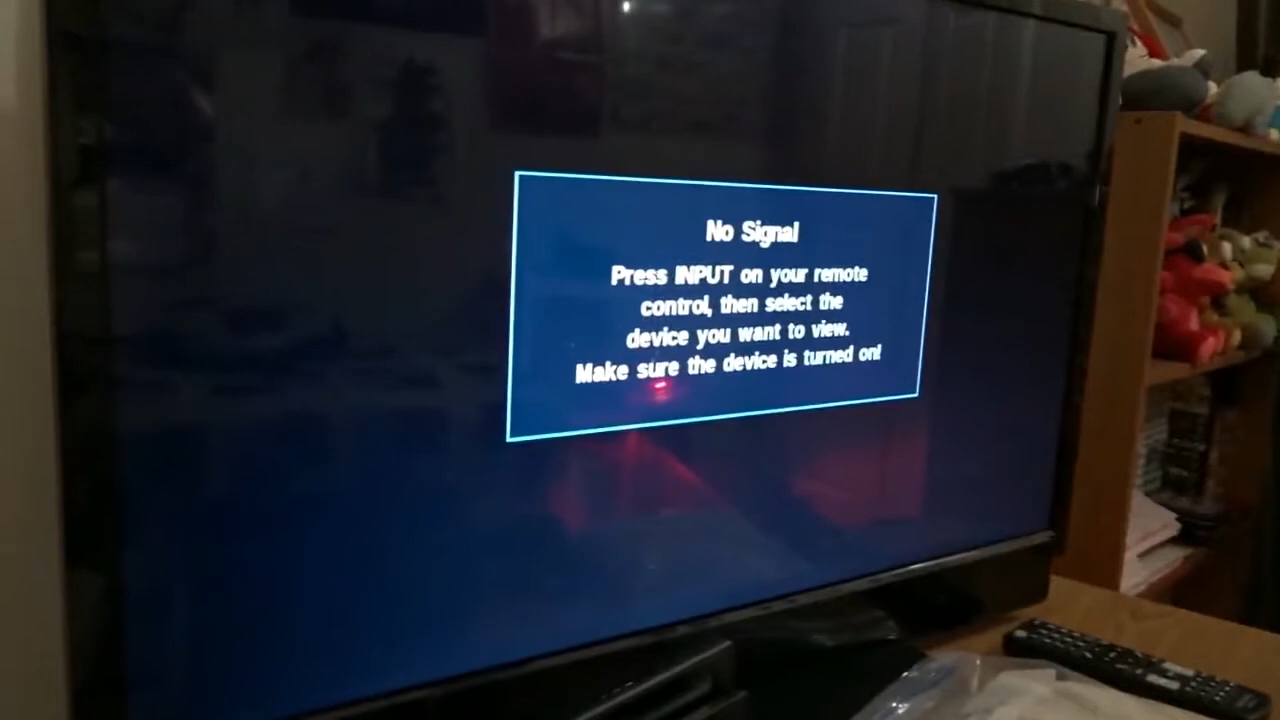 No Signal
Press INPUT on your remote
control, then select the
device you want to view.
Make sure the device is turned on!